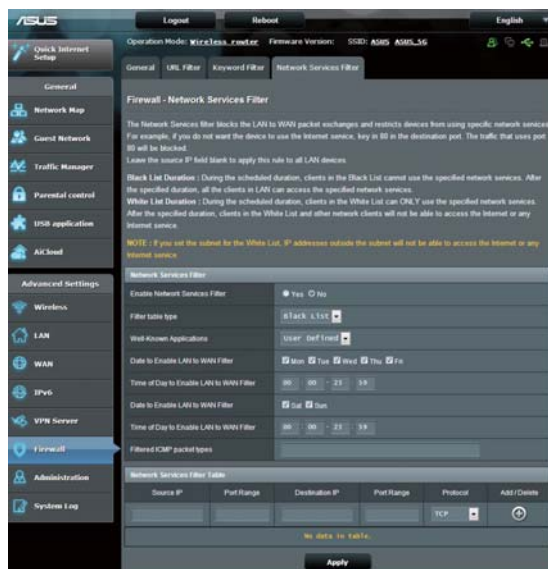 ASUS
Logout
Reboot
English
Quick Internet Setup
Operation Mode: Wireless router Firmware Version: SSID: ASUS ASUS_5G
General URL Filter Keyword Filter Network Services Filter
General
Network Map
Guest Network
Traffic Manager
Parental control
USB application
AiCloud
Advanced Settings
Wireless
LAN
WAN
IPv6
VPN Server
Firewall
Administration
System Log
Firewall - Network Services Filter
The Network Services filter blocks the LAN to WAN packet exchanges and restricts devices from using specific network services.
For example, if you do not want the device to use the Internet service, key in 80 in the destination port. The traffic that uses port
80 will be blocked.
Leave the source IP field blank to apply this rule to all LAN devices.
Black List Duration : During the scheduled duration, clients in the Black List cannot use the specified network services. After
the specified duration, all the clients in LAN can access the specified network services.
White List Duration : During the scheduled duration, clients in the White List can ONLY use the specified network services.
After the specified duration, clients in the White List and other network clients will not be able to access the Internet or any
Internet service.
NOTE : If you set the subnet for the White List, IP addresses outside the subnet will not be able to access the Internet or any
Internet service.
Network Services Filter
Enable Network Services Filter Yes No
Filter table type Black List
Well-Known Applications User Defined
Date to Enable LAN to WAN Filter Mon Tue Wed Thu Fri
Time of Day to Enable LAN to WAN Filter 00 : 00 - 23 : 59
Date to Enable LAN to WAN Filter Sat Sun
Time of Day to Enable LAN to WAN Filter 00 : 00 - 23 : 59
Filtered ICMP packet types
Network Services Filter Table
Source IP Port Range Destination IP Port Range Protocol Add / Delete
TCP
No data in table.
Apply